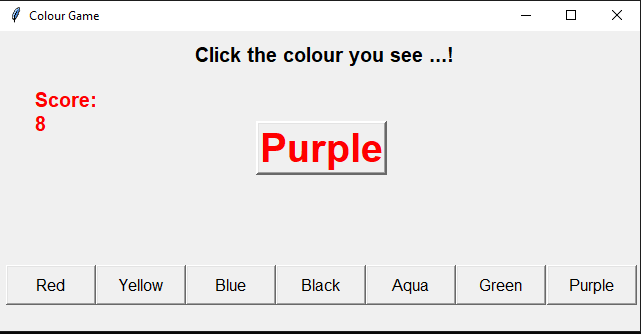 Colour Game
Click the colour you see ...!
Score:
8
Purple
Red Yellow Blue Black Aqua Green Purple